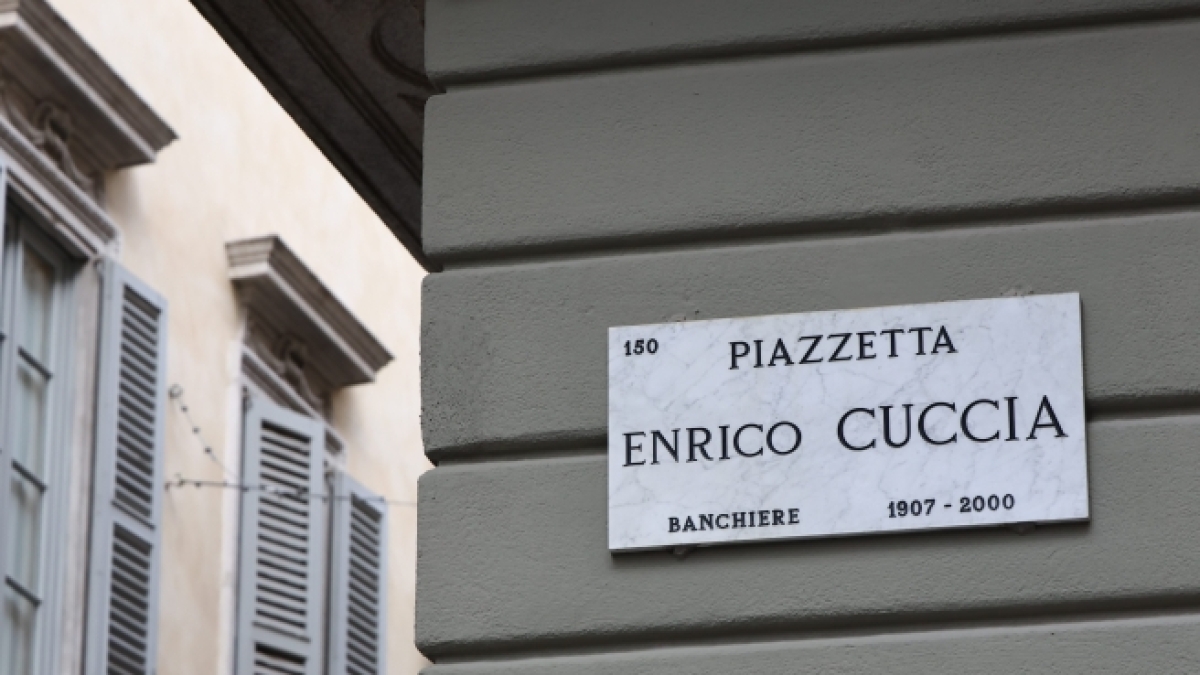 150 PIAZZETTA
ENRICO CUCCIA
BANCHIERE 1907 - 2000